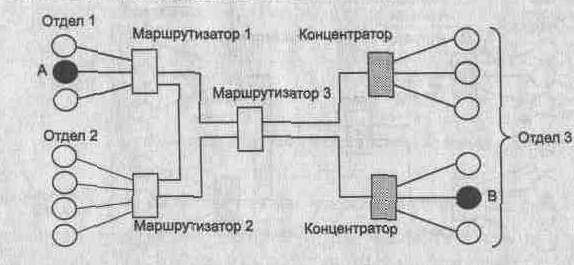 Отдел 1
Маршрутизатор 1
Концентратор
A
Маршрутизатор 3
Отдел 2
Отдел 3
Маршрутизатор 2
B
Концентратор